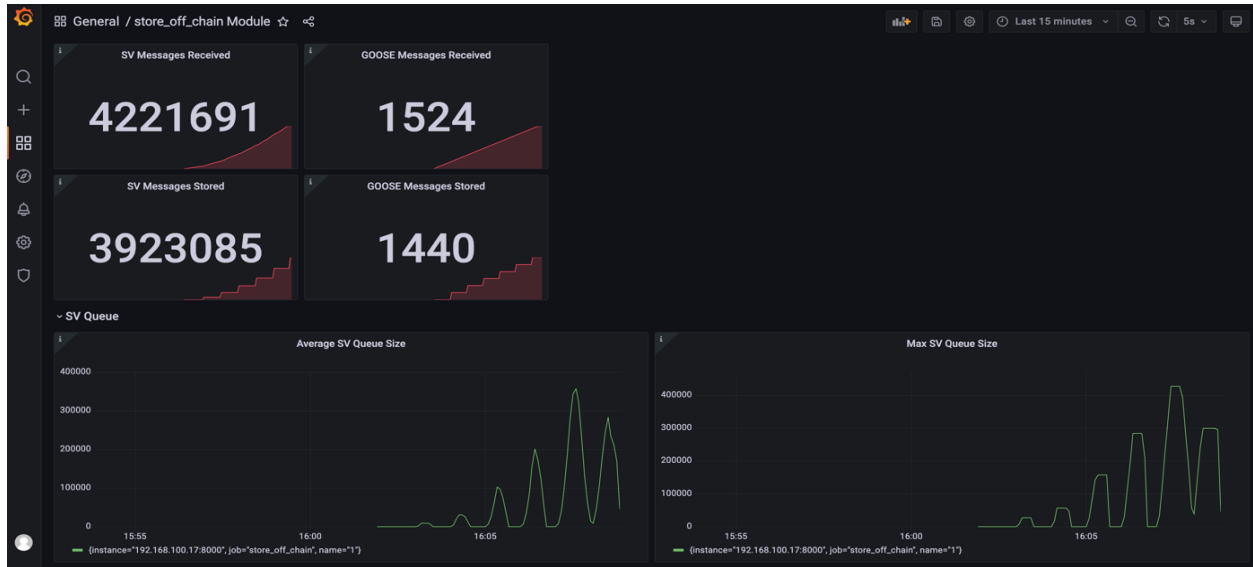 General / store_off_chain Module
Last 15 minutes
5s
SV Messages Received
GOOSE Messages Received
4221691
1524
SV Messages Stored
GOOSE Messages Stored
3923085
1440
SV Queue
Average SV Queue Size
400000
300000
200000
100000
0
15:55 16:00 16:05
{instance="192.168.100.17:8000", job="store_off_chain", name="1"}
Max SV Queue Size
400000
300000
200000
100000
0
15:55 16:00 16:05
{instance="192.168.100.17:8000", job="store_off_chain", name="1"}